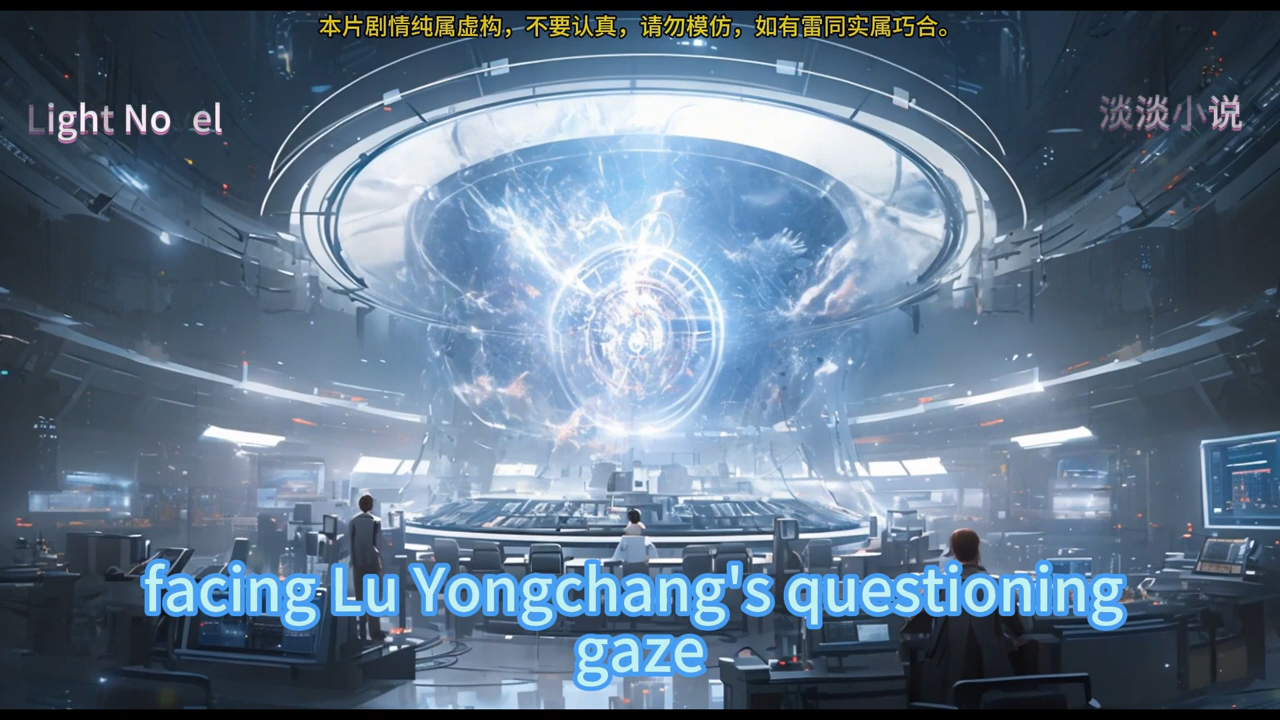 本片剧情纯属虚构，不要认真，请勿模仿，如有雷同实属巧合。
Light No el
淡淡小说
facing Lu Yongchang's questioning
gaze